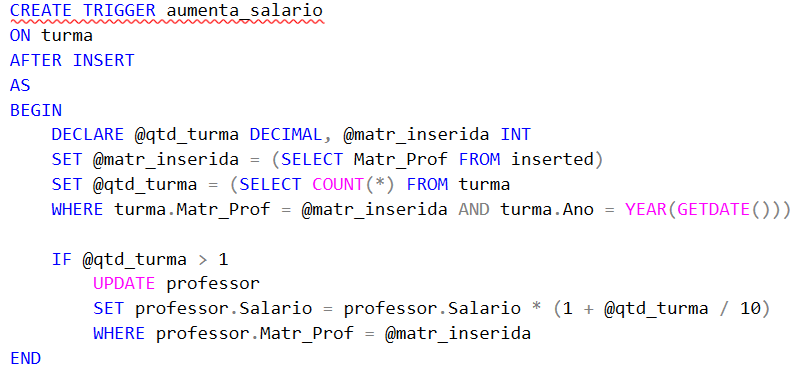 CREATE TRIGGER aumenta_salario
ON turma
AFTER INSERT
AS
BEGIN
    DECLARE @qtd_turma DECIMAL, @matr_inserida INT
    SET @matr_inserida = (SELECT Matr_Prof FROM inserted)
    SET @qtd_turma = (SELECT COUNT(*) FROM turma
    WHERE turma.Matr_Prof = @matr_inserida AND turma.Ano = YEAR(GETDATE()))

    IF @qtd_turma > 1
        UPDATE professor
        SET professor.Salario = professor.Salario * (1 + @qtd_turma / 10)
        WHERE professor.Matr_Prof = @matr_inserida
END